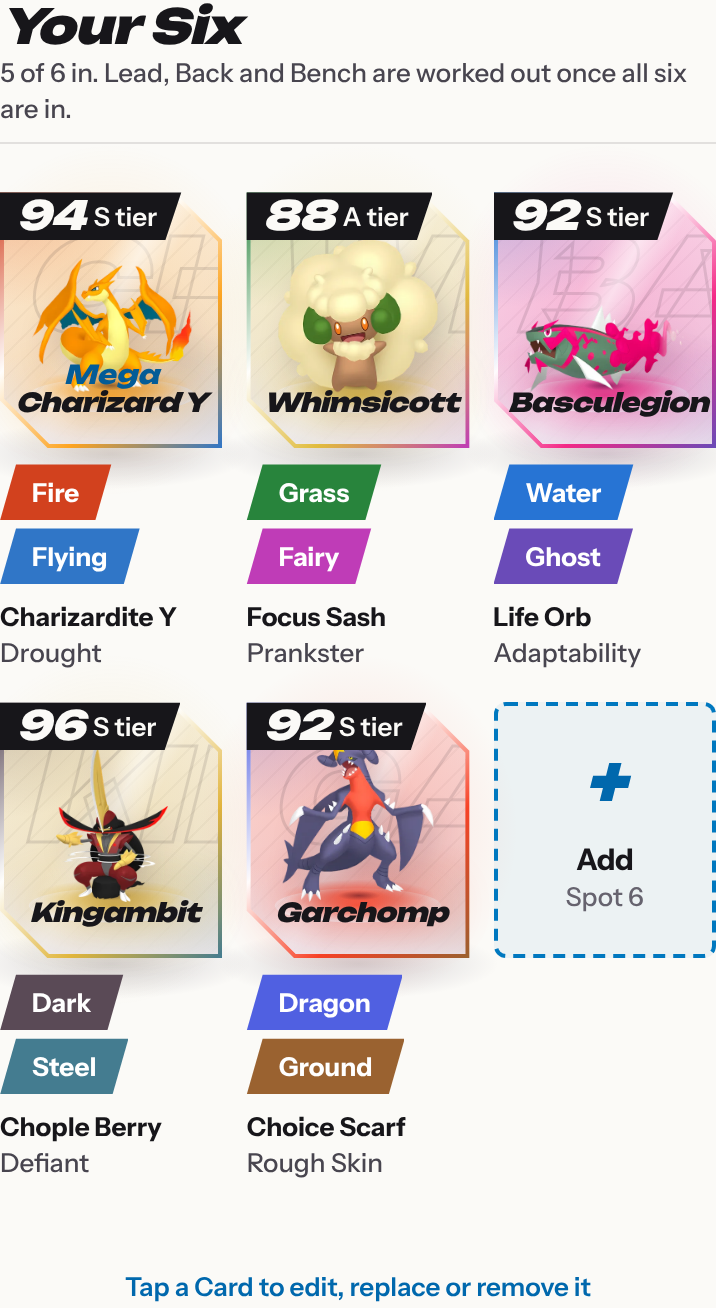 Your Six
5 of 6 in. Lead, Back and Bench are worked out once all six
are in.
94 S tier
88 A tier
92 S tier
Mega
Charizard Y
Whimsicott
Basculegion
Fire
Grass
Water
Flying
Fairy
Ghost
Charizardite Y
Focus Sash
Life Orb
Drought
Prankster
Adaptability
96 S tier
92 S tier
+
Add
Spot 6
Kingambit
Garchomp
Dark
Dragon
Steel
Ground
Chople Berry
Choice Scarf
Defiant
Rough Skin
Tap a Card to edit, replace or remove it